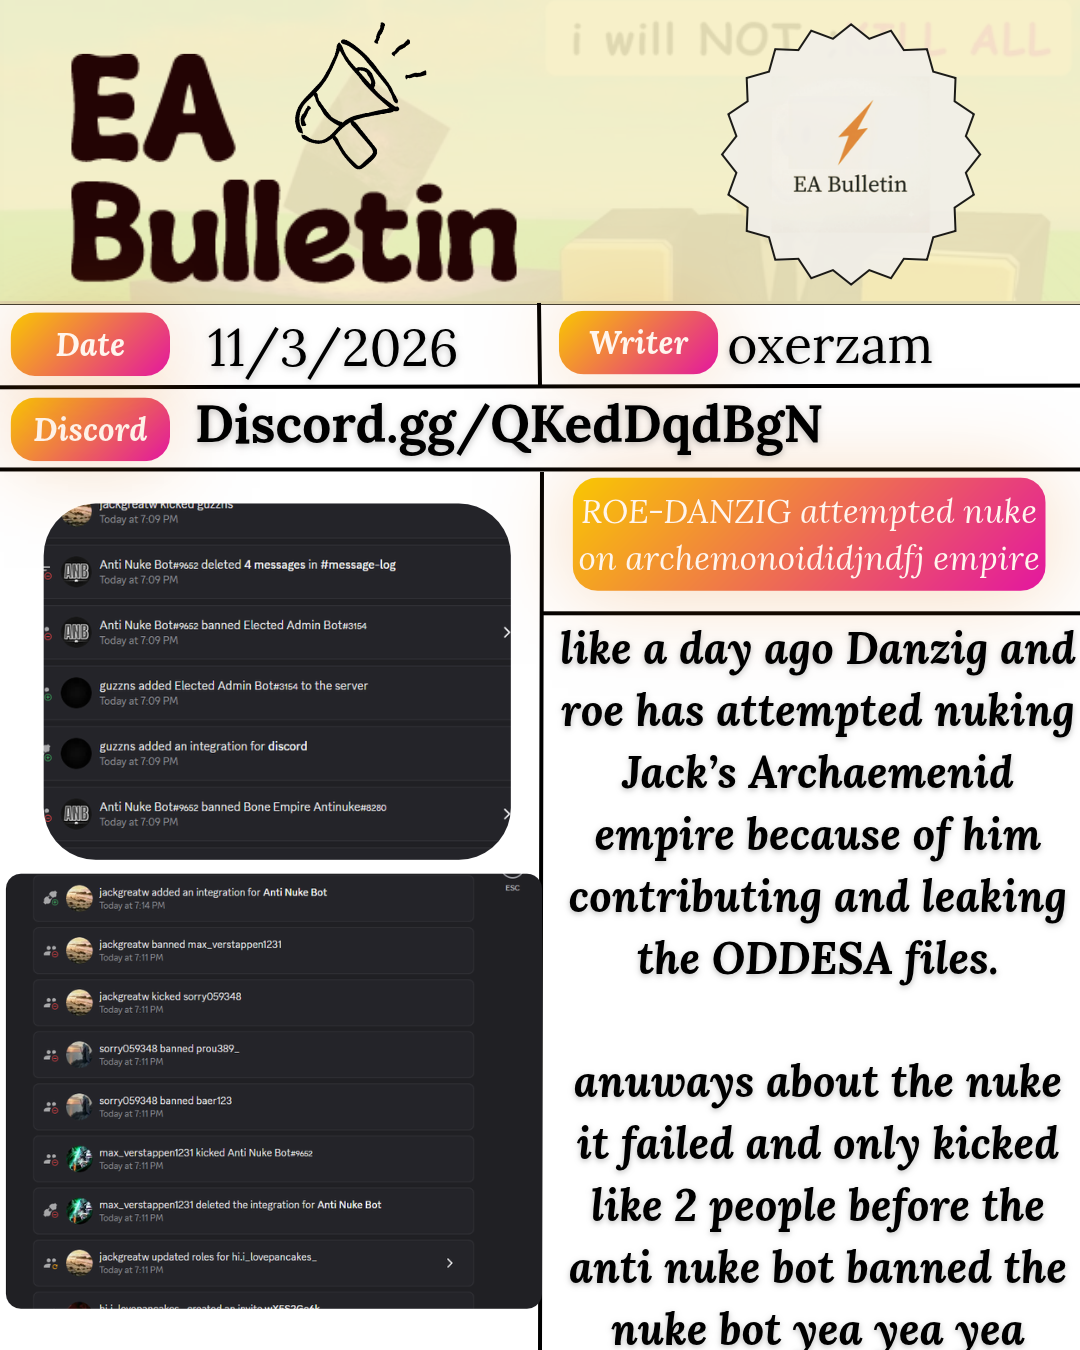 i will NOT KILL ALL
EA
Bulletin
EA Bulletin
Date
11/3/2026
Writer
oxerzam
Discord
Discord.gg/QKedDqdBgN
jackgreatw kicked guzzns
Today at 7:09 PM
Anti Nuke Bot#9652 deleted 4 messages in #message-log
Today at 7:09 PM
Anti Nuke Bot#9652 banned Elected Admin Bot#3154
Today at 7:09 PM
guzzns added Elected Admin Bot#3154 to the server
Today at 7:09 PM
guzzns added an integration for discord
Today at 7:09 PM
Anti Nuke Bot#9652 banned Bone Empire Antinuke#8280
Today at 7:09 PM
ESC
jackgreatw added an integration for Anti Nuke Bot
Today at 7:14 PM
jackgreatw banned max_verstappen1231
Today at 7:11 PM
jackgreatw kicked sorry059348
Today at 7:11 PM
sorry059348 banned prou389_
Today at 7:11 PM
sorry059348 banned baer123
Today at 7:11 PM
max_verstappen1231 kicked Anti Nuke Bot#9652
Today at 7:11 PM
max_verstappen1231 deleted the integration for Anti Nuke Bot
Today at 7:11 PM
jackgreatw updated roles for hi.i_lovepancakes_
Today at 7:11 PM
hi.i_lovepancakes_ created an invite
ROE-DANZIG attempted nuke
on archemonoididjndfj empire
like a day ago Danzig and
roe has attempted nuking
Jack's Archaemenid
empire because of him
contributing and leaking
the ODDESA files.
anuways about the nuke
it failed and only kicked
like 2 people before the
anti nuke bot banned the
nuke bot yea yea yea